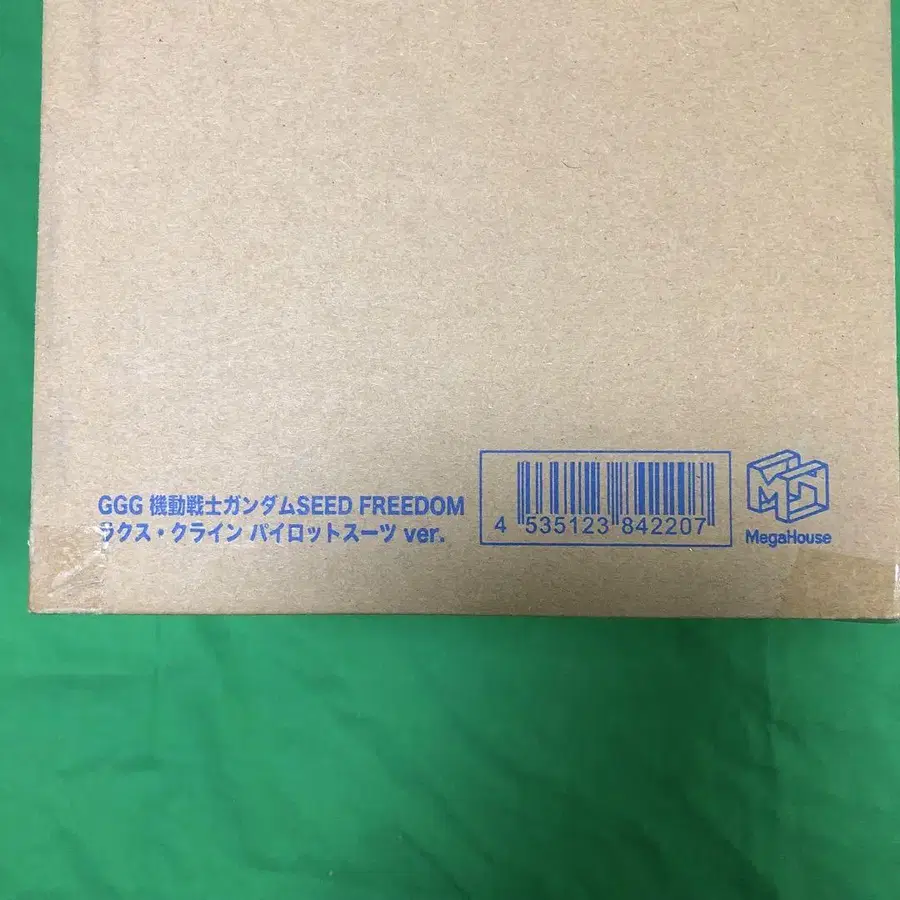 GGG 機動戦士ガンダムSEED FREEDOM
ラクス・クライン パイロットスーツ ver.
4 535123 842207
MegaHouse